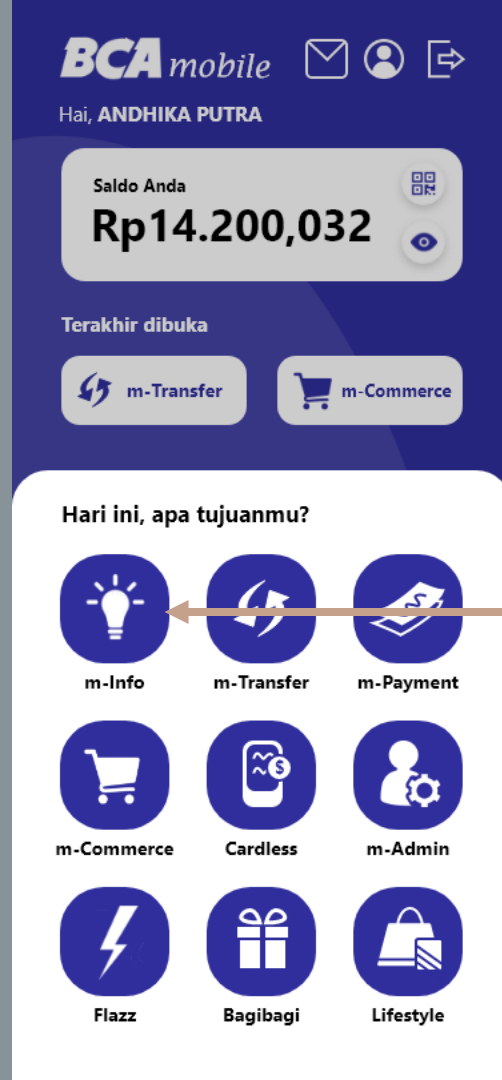 BCA mobile
Hai, ANDHIKA PUTRA
Saldo Anda
Rp14.200,032
Terakhir dibuka
m-Transfer
m-Commerce
Hari ini, apa tujuanmu?
m-Info
m-Transfer
m-Payment
m-Commerce
Cardless
m-Admin
Flazz
Bagibagi
Lifestyle